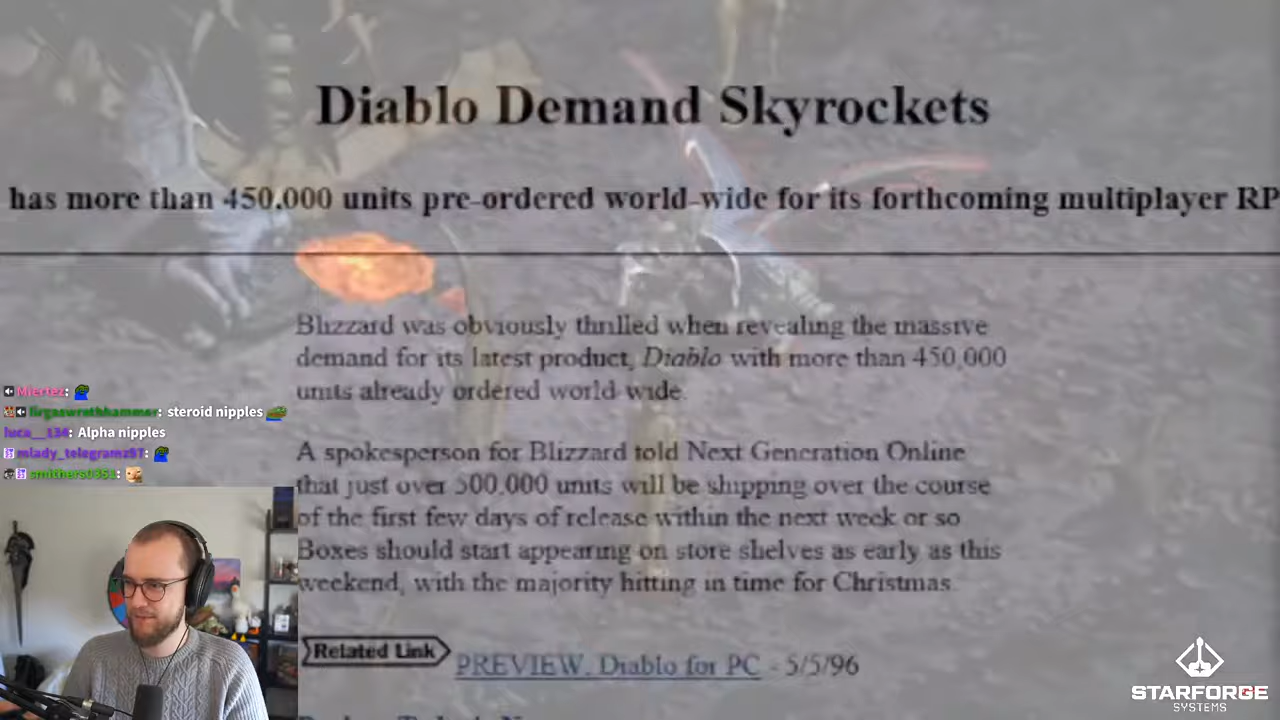 Diablo Demand Skyrockets
has more than 450,000 units pre-ordered world-wide for its forthcoming multiplayer RP
Blizzard was obviously thrilled when revealing the massive
demand for its latest product, Diablo with more than 450,000
units already ordered world-wide.
A spokesperson for Blizzard told Next Generation Online
that just over 500,000 units will be shipping over the course
of the first few days of release within the next week or so
Boxes should start appearing on store shelves as early as this
weekend, with the majority hitting in time for Christmas.
Related Link
PREVIEW. Diablo for PC - 5/5/96
Mlertez:
lirgaswrathhammer: steroid nipples
luca__134: Alpha nipples
mlady_telegramz97:
smithers0351:
STARFORGE
SYSTEMS